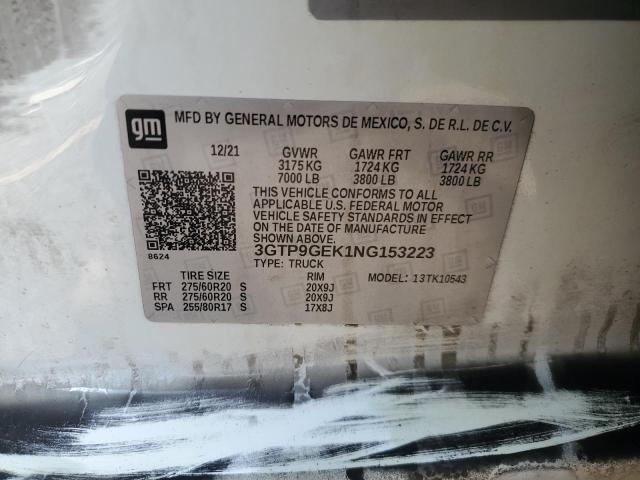 gm MFD BY GENERAL MOTORS DE MEXICO, S. DE R.L. DE C.V.
12/21 GVWR GAWR FRT GAWR RR
3175 KG 1724 KG 1724 KG
7000 LB 3800 LB 3800 LB
THIS VEHICLE CONFORMS TO ALL
APPLICABLE U.S. FEDERAL MOTOR
VEHICLE SAFETY STANDARDS IN EFFECT
ON THE DATE OF MANUFACTURE
SHOWN ABOVE.
8624 3GTP9GEK1NG153223
TYPE: TRUCK MODEL: 13TK10543
TIRE SIZE RIM
FRT 275/60R20 S 20X9J
RR 275/60R20 S 20X9J
SPA 255/80R17 S 17X8J